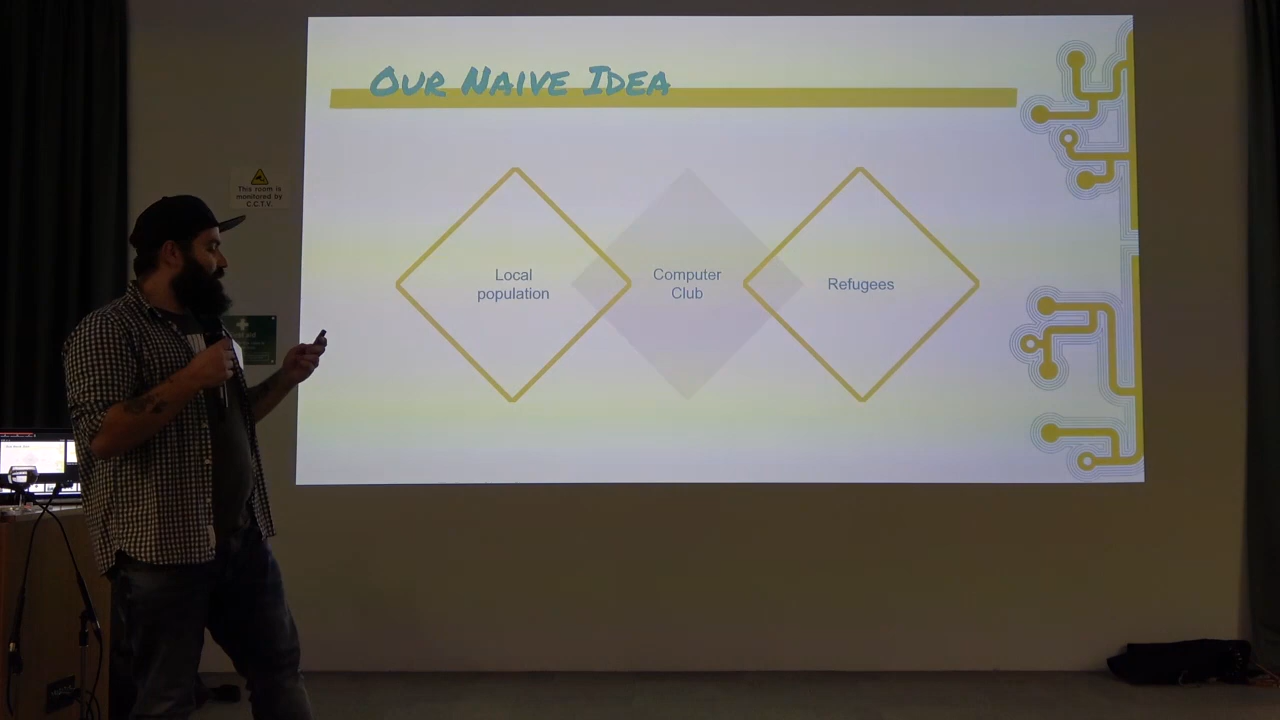 OUR NAIVE IDEA
This room is
monitored by
C.C.T.V.
Local
population
Computer
Club
Refugees